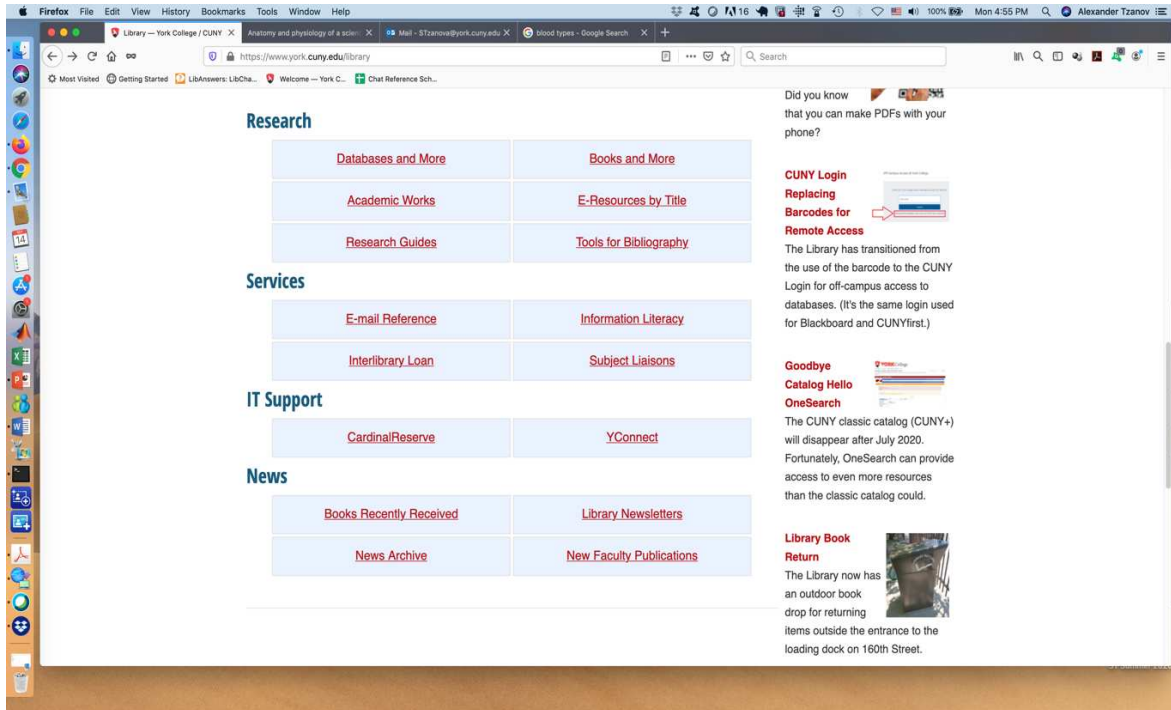 Firefox File Edit View History Bookmarks Tools Window Help
16
100%
Mon 4:55 PM
Alexander Tzanov
Library — York College / CUNY
Anatomy and physiology of a scien
Mail - STzanova@york.cuny.edu
blood types - Google Search
https://www.york.cuny.edu/library
Search
Most Visited
Getting Started
LibAnswers: LibCha...
Welcome — York C...
Chat Reference Sch...
Research
Databases and More
Books and More
Academic Works
E-Resources by Title
Research Guides
Tools for Bibliography
Services
E-mail Reference
Information Literacy
Interlibrary Loan
Subject Liaisons
IT Support
CardinalReserve
YConnect
News
Books Recently Received
Library Newsletters
News Archive
New Faculty Publications
Did you know
that you can make PDFs with your
phone?
CUNY Login
Replacing
Barcodes for
Remote Access
The Library has transitioned from
the use of the barcode to the CUNY
Login for off-campus access to
databases. (It's the same login used
for Blackboard and CUNYfirst.)
Goodbye
Catalog Hello
OneSearch
The CUNY classic catalog (CUNY+)
will disappear after July 2020.
Fortunately, OneSearch can provide
access to even more resources
than the classic catalog could.
Library Book
Return
The Library now has
an outdoor book
drop for returning
items outside the entrance to the
loading dock on 160th Street.
14